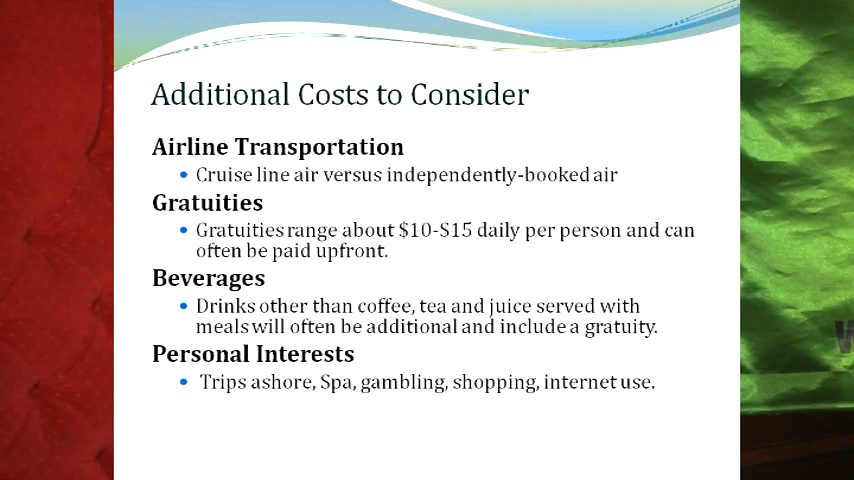 Additional Costs to Consider
Airline Transportation
• Cruise line air versus independently-booked air
Gratuities
• Gratuities range about $10-$15 daily per person and can
often be paid upfront.
Beverages
• Drinks other than coffee, tea and juice served with
meals will often be additional and include a gratuity.
Personal Interests
• Trips ashore, Spa, gambling, shopping, internet use.